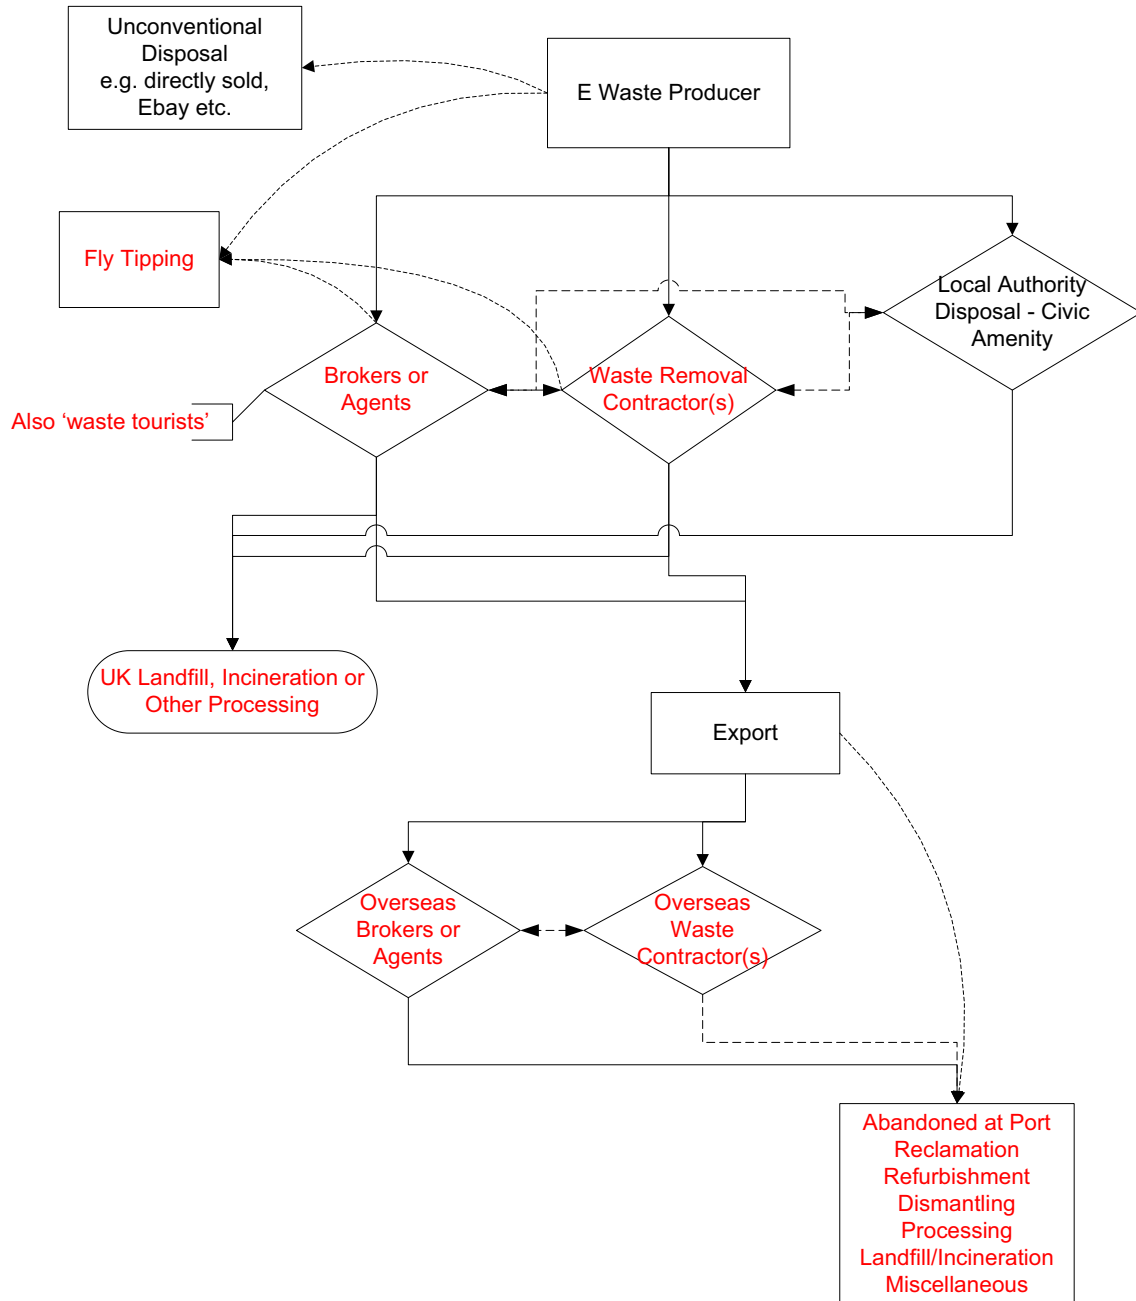 Unconventional
Disposal
e.g. directly sold,
Ebay etc.
E Waste Producer
Fly Tipping
Local Authority
Disposal - Civic
Amenity
Brokers or
Agents
Waste Removal
Contractor(s)
Also ‘waste tourists’
UK Landfill, Incineration or
Other Processing
Export
Overseas
Brokers or
Agents
Overseas
Waste
Contractor(s)
Abandoned at Port
Reclamation
Refurbishment
Dismantling
Processing
Landfill/Incineration
Miscellaneous